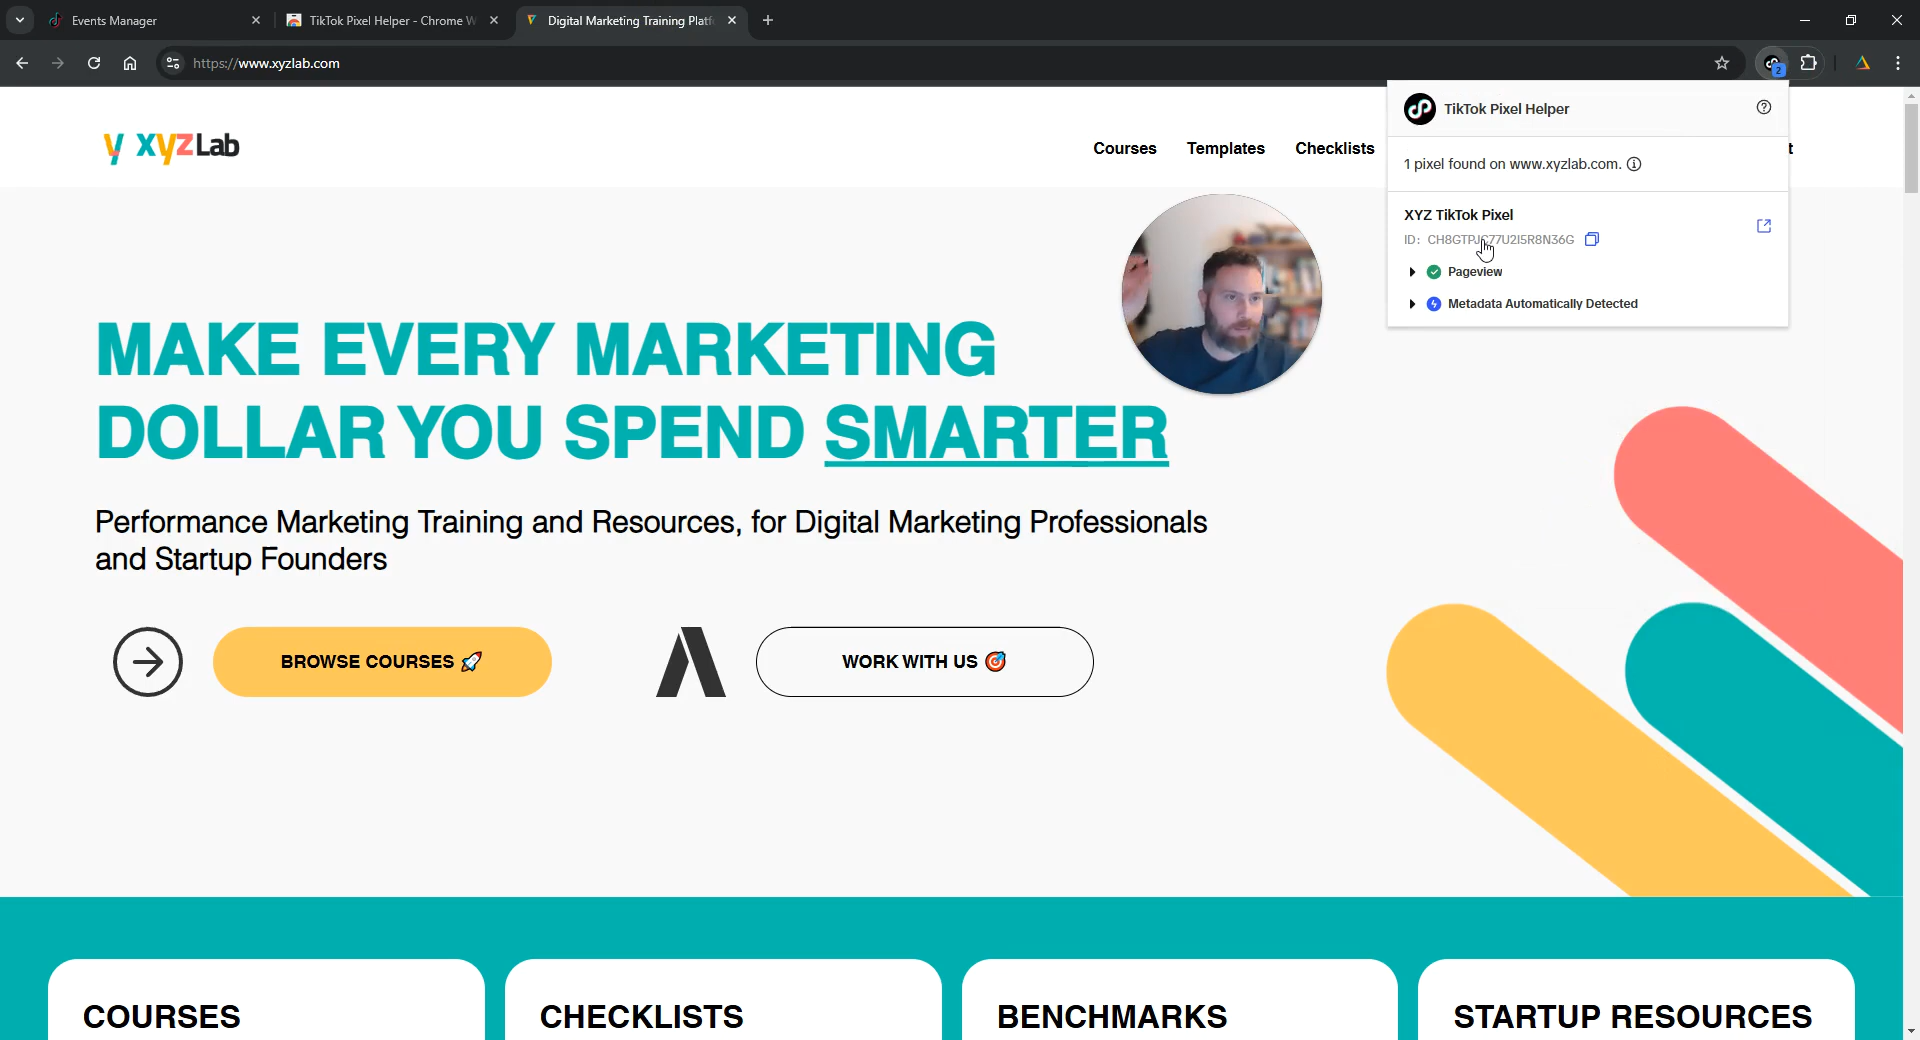 Events Manager
TikTok Pixel Helper - Chrome W
Digital Marketing Training Platf
https://www.xyzlab.com
2
TikTok Pixel Helper
1 pixel found on www.xyzlab.com.
XYZ TikTok Pixel
ID:
Pageview
Metadata Automatically Detected
xyzLab
Courses Templates Checklists
MAKE EVERY MARKETING
DOLLAR YOU SPEND SMARTER
Performance Marketing Training and Resources, for Digital Marketing Professionals
and Startup Founders
BROWSE COURSES 🚀
WORK WITH US 🎯
COURSES
CHECKLISTS
BENCHMARKS
STARTUP RESOURCES